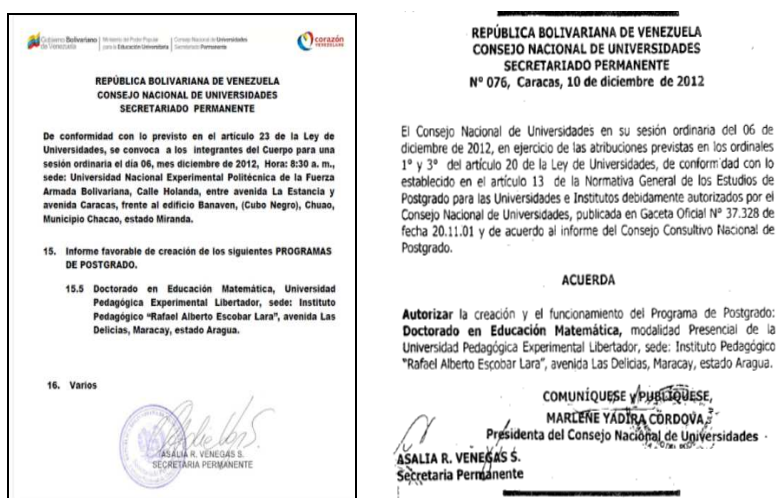 Gobierno Bolivariano de Venezuela
Ministerio del Poder Popular para la Educación Universitaria
Consejo Nacional de Universidades Secretariado Permanente
corazón
VENEZOLANO
REPÚBLICA BOLIVARIANA DE VENEZUELA
CONSEJO NACIONAL DE UNIVERSIDADES
SECRETARIADO PERMANENTE
De conformidad con lo previsto en el artículo 23 de la Ley de
Universidades, se convoca a los integrantes del Cuerpo para una
sesión ordinaria el día 06, mes diciembre de 2012, Hora: 8:30 a. m.,
sede: Universidad Nacional Experimental Politécnica de la Fuerza
Armada Bolivariana, Calle Holanda, entre avenida La Estancia y
avenida Caracas, frente al edificio Banaven, (Cubo Negro), Chuao,
Municipio Chacao, estado Miranda.
15. Informe favorable de creación de los siguientes PROGRAMAS
DE POSTGRADO.
15.5 Doctorado en Educación Matemática, Universidad
Pedagógica Experimental Libertador, sede: Instituto
Pedagógico “Rafael Alberto Escobar Lara”, avenida Las
Delicias, Maracay, estado Aragua.
16. Varios
ASALIA R. VENEGAS S.
SECRETARIA PERMANENTE
REPÚBLICA BOLIVARIANA DE VENEZUELA
CONSEJO NACIONAL DE UNIVERSIDADES
SECRETARIADO PERMANENTE
Nº 076, Caracas, 10 de diciembre de 2012
El Consejo Nacional de Universidades en su sesión ordinaria del 06 de
diciembre de 2012, en ejercicio de las atribuciones previstas en los ordinales
1º y 3º del artículo 20 de la Ley de Universidades, de conformidad con lo
establecido en el artículo 13 de la Normativa General de los Estudios de
Postgrado para las Universidades e Institutos debidamente autorizados por el
Consejo Nacional de Universidades, publicada en Gaceta Oficial Nº 37.328 de
fecha 20.11.01 y de acuerdo al informe del Consejo Consultivo Nacional de
Postgrado.
ACUERDA
Autorizar la creación y el funcionamiento del Programa de Postgrado:
Doctorado en Educación Matemática, modalidad Presencial de la
Universidad Pedagógica Experimental Libertador, sede: Instituto Pedagógico
"Rafael Alberto Escobar Lara", avenida Las Delicias, Maracay, estado Aragua.
COMUNÍQUESE y PUBLÍQUESE,
MARLENE YADIRA CÓRDOVA
Presidenta del Consejo Nacional de Universidades
ASALIA R. VENEGAS S.
Secretaria Permanente